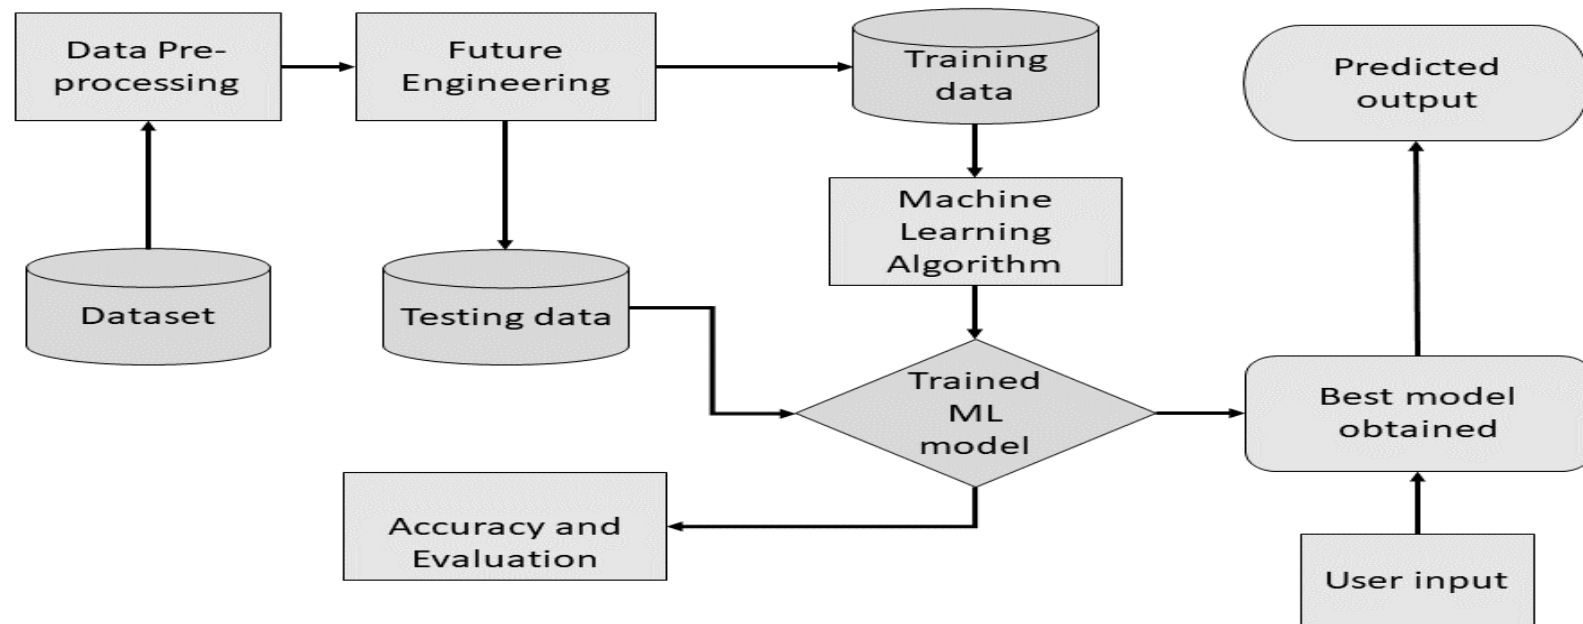 Data Pre-
processing
Future
Engineering
Training
data
Predicted
output
Machine
Learning
Algorithm
Dataset
Testing data
Trained
ML
model
Best model
obtained
Accuracy and
Evaluation
User input